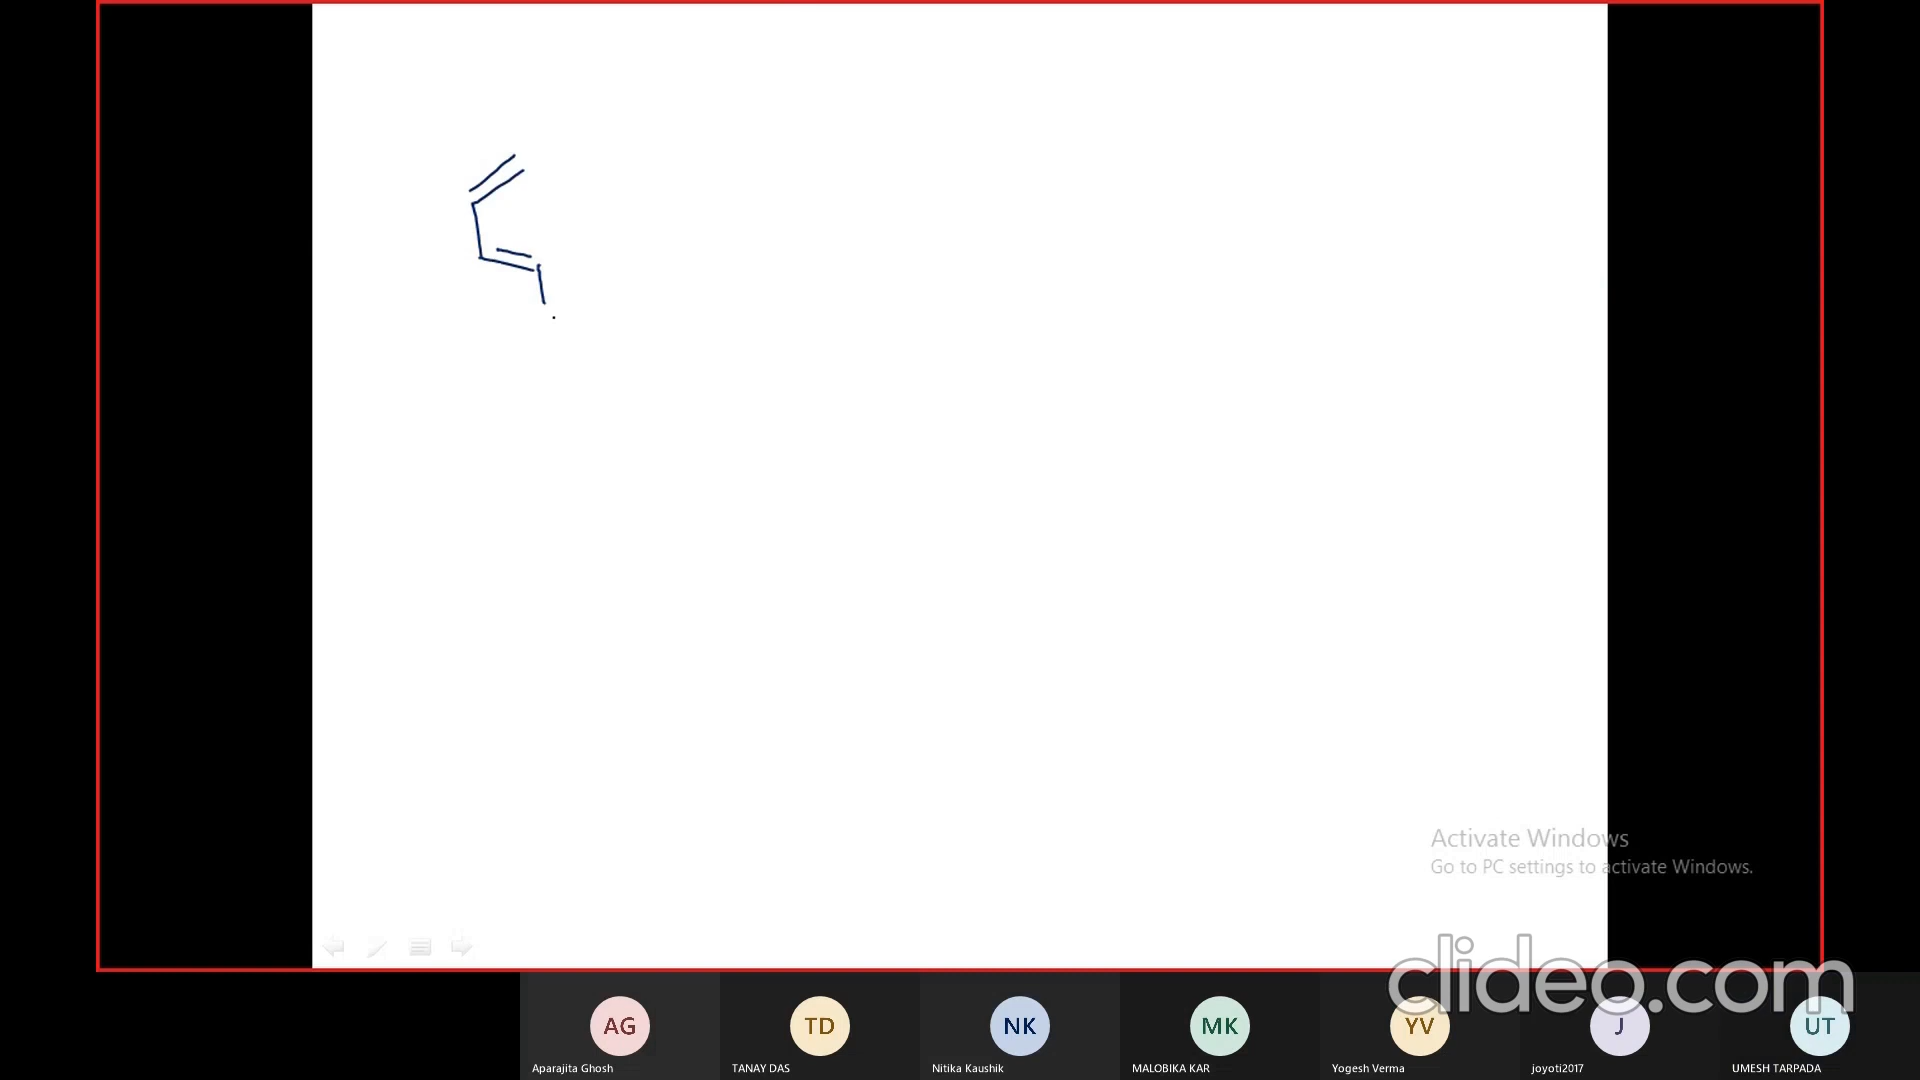 Activate Windows
Go to PC settings to activate Windows.
clideo.com
AG
TD
NK
MK
YV
J
UT
Aparajita Ghosh
TANAY DAS
Nitika Kaushik
MALOBIKA KAR
Yogesh Verma
joyoti2017
UMESH TARPADA